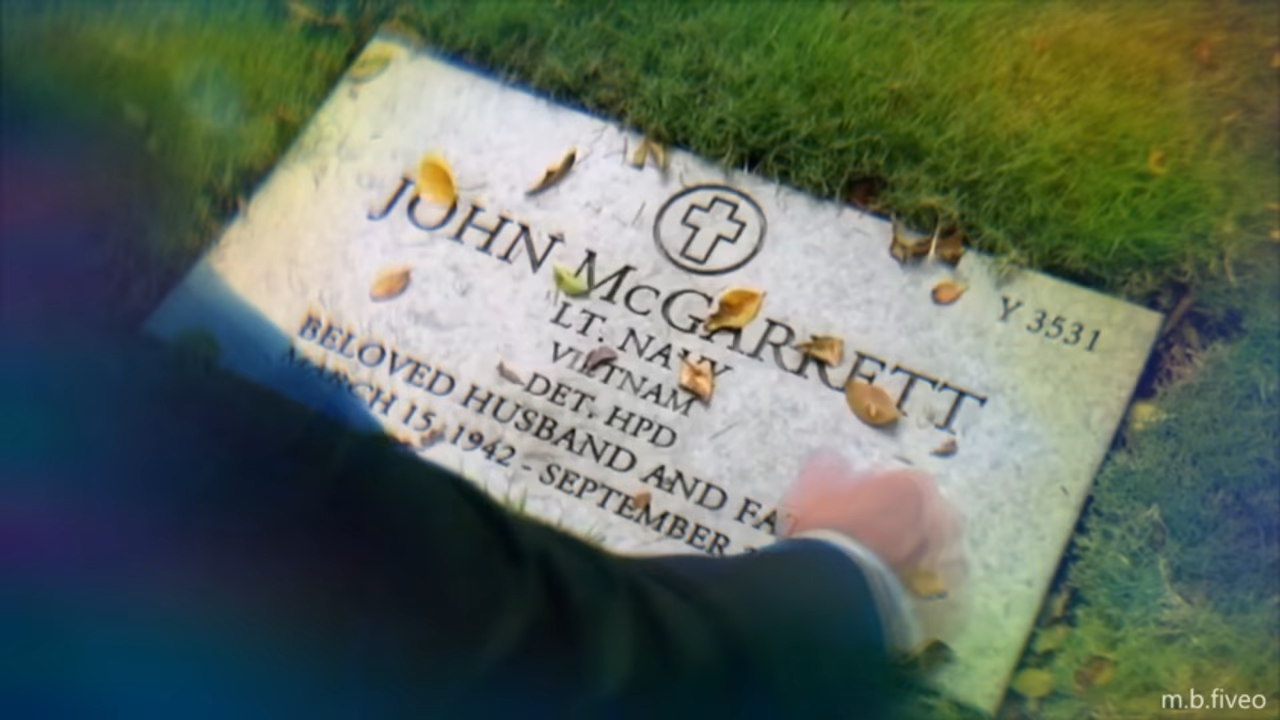 JOHN McGARRETT
Y 3531
LT. NAVY
VIETNAM
DET. HPD
BELOVED HUSBAND AND
MARCH 15, 1942 - SEPTEMBER
m.b.fiveo